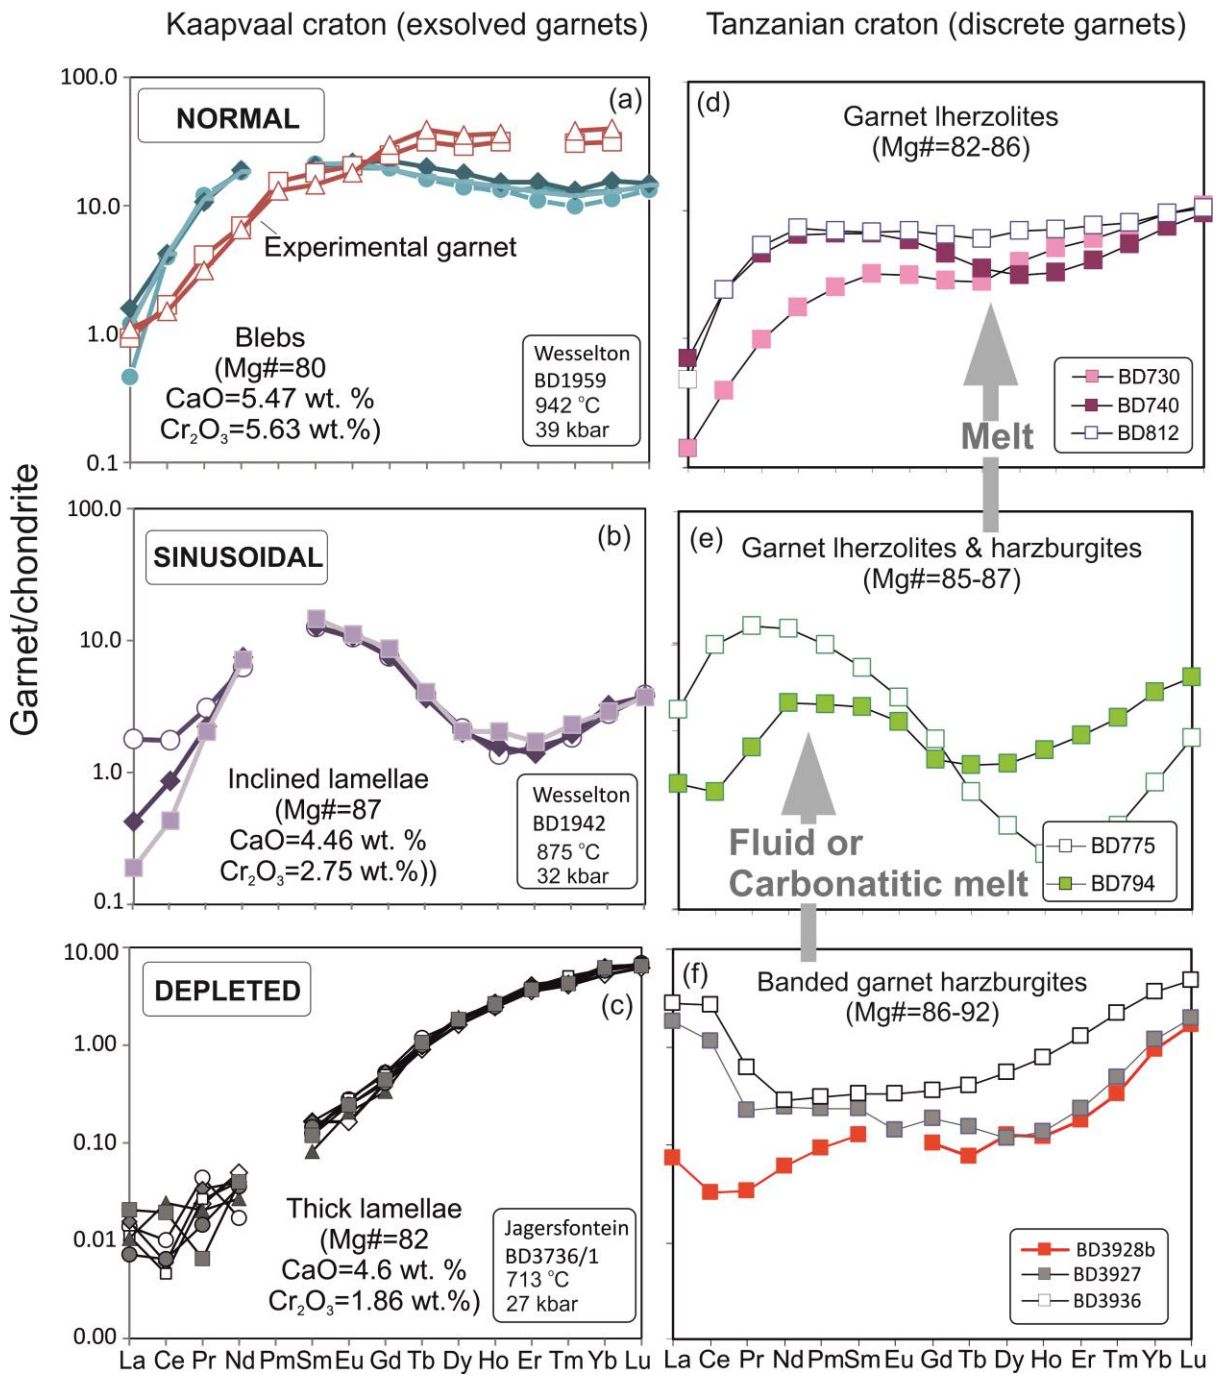 Kaapvaal craton (exsolved garnets)
Tanzanian craton (discrete garnets)
Garnet/chondrite
100.0
10.0
1.0
0.1
NORMAL
(a)
Experimental garnet
Blebs
(Mg#=80
CaO=5.47 wt. %
Cr₂O₃=5.63 wt.%)
Wesselton
BD1959
942 °C
39 kbar
(d)
Garnet lherzolites
(Mg#=82-86)
BD730
BD740
BD812
Melt
100.0
10.0
1.0
0.1
SINUSOIDAL
(b)
Inclined lamellae
(Mg#=87
CaO=4.46 wt. %
Cr₂O₃=2.75 wt.%))
Wesselton
BD1942
875 °C
32 kbar
(e)
Garnet lherzolites & harzburgites
(Mg#=85-87)
Fluid or
Carbonatitic melt
BD775
BD794
10.00
1.00
0.10
0.01
0.00
DEPLETED
(c)
Thick lamellae
(Mg#=82
CaO=4.6 wt. %
Cr₂O₃=1.86 wt.%)
Jagersfontein
BD3736/1
713 °C
27 kbar
La Ce Pr Nd Pm Sm Eu Gd Tb Dy Ho Er Tm Yb Lu
(f)
Banded garnet harzburgites
(Mg#=86-92)
BD3928b
BD3927
BD3936
La Ce Pr Nd Pm Sm Eu Gd Tb Dy Ho Er Tm Yb Lu